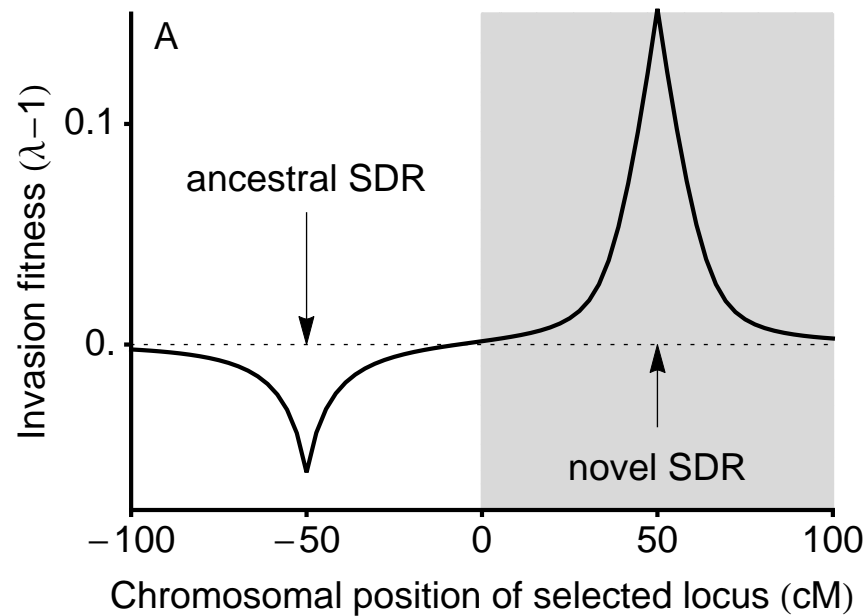 A
0.1
ancestral SDR
0.
novel SDR
−100
−50
0
50
100
Invasion fitness (λ−1)
Chromosomal position of selected locus (cM)